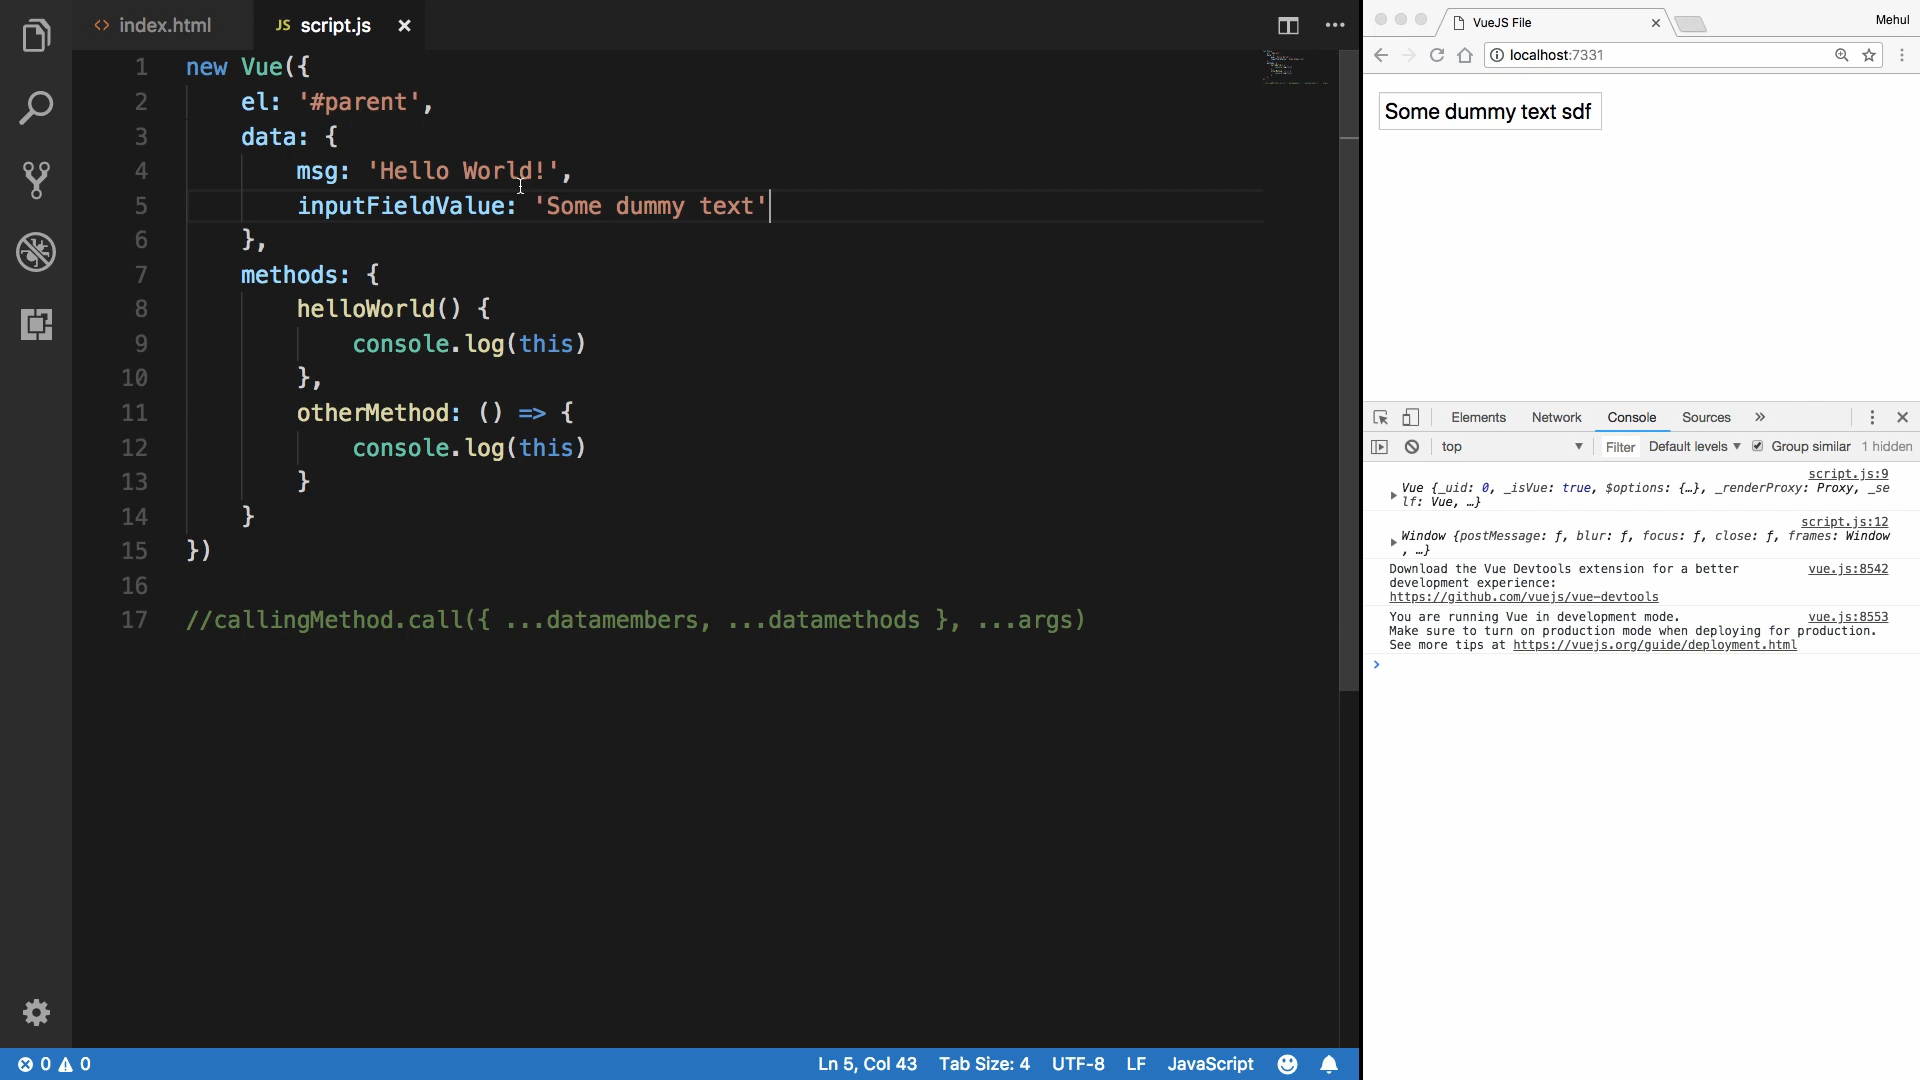 index.html
JS script.js
1 new Vue({
2 el: '#parent',
3 data: {
4 msg: 'Hello World!',
5 inputFieldValue: 'Some dummy text'
6 },
7 methods: {
8 helloWorld() {
9 console.log(this)
10 },
11 otherMethod: () => {
12 console.log(this)
13 }
14 }
15 })
16
17 //callingMethod.call({ ...datamembers, ...datamethods }, ...args)
0 0
Ln 5, Col 43 Tab Size: 4 UTF-8 LF JavaScript
VueJS File
Mehul
localhost:7331
Some dummy text sdf
Elements Network Console Sources »
top Filter Default levels Group similar 1 hidden
script.js:9
Vue {_uid: 0, _isVue: true, $options: {…}, _renderProxy: Proxy, _se
lf: Vue, …}
script.js:12
Window {postMessage: ƒ, blur: ƒ, focus: ƒ, close: ƒ, frames: Window
, …}
Download the Vue Devtools extension for a better vue.js:8542
development experience:
https://github.com/vuejs/vue-devtools
You are running Vue in development mode. vue.js:8553
Make sure to turn on production mode when deploying for production.
See more tips at https://vuejs.org/guide/deployment.html